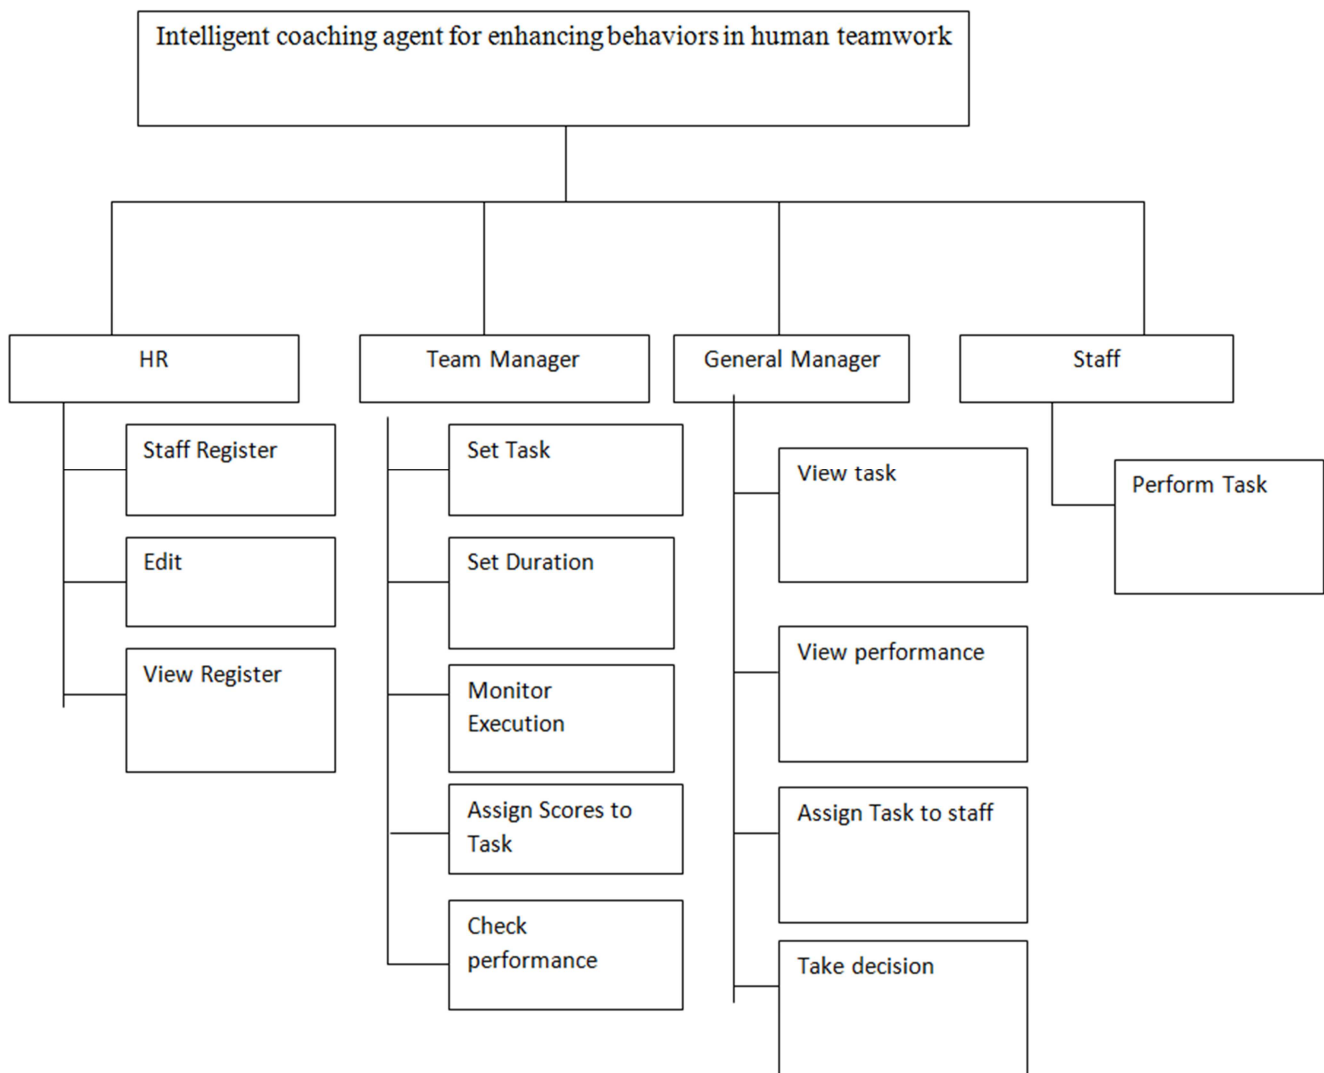 Intelligent coaching agent for enhancing behaviors in human teamwork
HR
Team Manager
General Manager
Staff
Staff Register
Edit
View Register
Set Task
Set Duration
Monitor
Execution
Assign Scores to
Task
Check
performance
View task
View performance
Assign Task to staff
Take decision
Perform Task